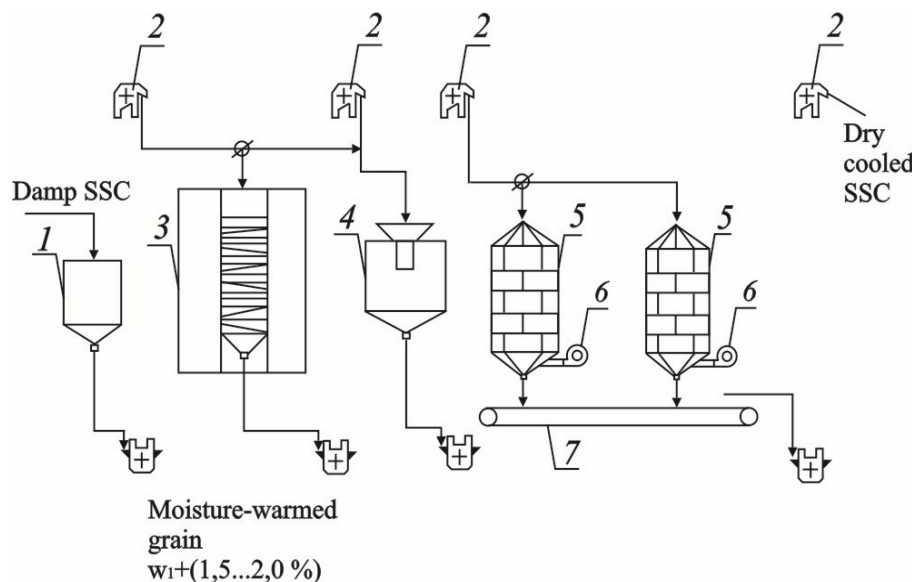 2
2
2
2
Dry
cooled
SSC
Damp SSC
1
3
4
5
5
6
6
7
Moisture-warmed
grain
w₁+(1,5...2,0 %)